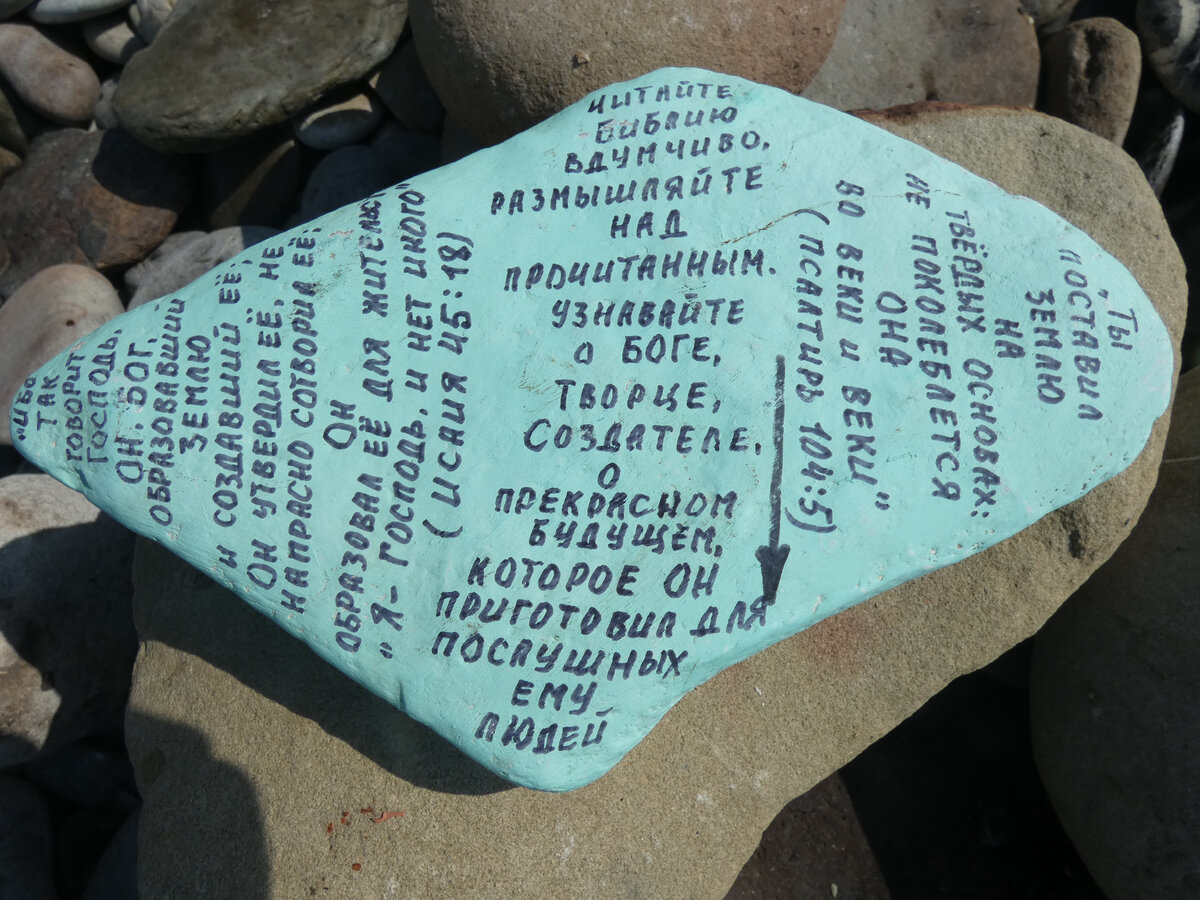 "ИБО
ТАК
ГОВОРИТ
ГОСПОДЬ,
ОН, БОГ,
ОБРАЗОВАВШИЙ
ЗЕМЛЮ
И СОЗДАВШИЙ ЕЁ;
ОН УТВЕРДИЛ ЕЁ, НЕ
НАПРАСНО СОТВОРИЛ ЕЁ;
ОН
ОБРАЗОВАЛ ЕЁ ДЛЯ ЖИТЕЛЬСТ
"Я - ГОСПОДЬ, И НЕТ ИКОГО"
(ИСАИЯ 45:18)
ЧИТАЙТЕ
БИБЛИЮ
ВДУМЧИВО,
РАЗМЫШЛЯЙТЕ
НАД
ПРОЧИТАННЫМ.
УЗНАВАЙТЕ
О БОГЕ,
ТВОРЦЕ,
СОЗДАТЕЛЕ,
О
ПРЕКРАСНОМ
БУДУЩЕМ,
КОТОРОЕ ОН
ПРИГОТОВИЛ ДЛЯ
ПОСЛУШНЫХ
ЕМУ
ЛЮДЕЙ
"ТЫ
ПОСТАВИЛ
ЗЕМЛЮ
НА
ТВЁРДЫХ ОСНОВАХ:
НЕ ПОКОЛЕБЛЕТСЯ
ОНА
ВО ВЕКИ И ВЕКИ"
(ПСАЛТИРЬ 104:5)